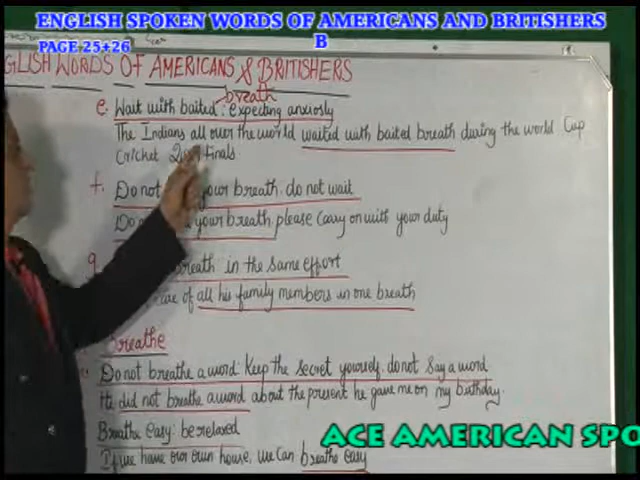 ENGLISH SPOKEN WORDS OF AMERICANS AND BRITISHERS
B
PAGE 25+26
GLISH WORDS OF AMERICANS & BRITISHERS
breath
e. Wait with baited : expecting anxiosly
The Indians all over the world waited with baited breath during the world Cup
Cricket finals.
f. Do not your breath. do not wait
Do your breath please carry on with your duty
g. breath in the same effort
of all his family members in one breath
Breathe
Do not breathe a word: Keep the secret yourself. do not say a word
He did not breathe a word about the present he gave me on my birthday.
Breathe easy: be relaxed
If we have our own house, we can breathe easy
ACE AMERICAN SPO